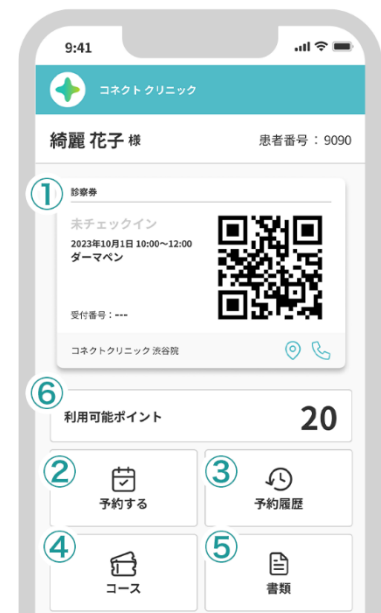 9:41
コネクト クリニック
綺麗 花子 様
患者番号 : 9090
①
診察券
未チェックイン
2023年10月1日 10:00〜12:00
ダーマペン
受付番号 : ---
コネクトクリニック 渋谷院
⑥
利用可能ポイント
20
②
予約する
③
予約履歴
④
コース
⑤
書類